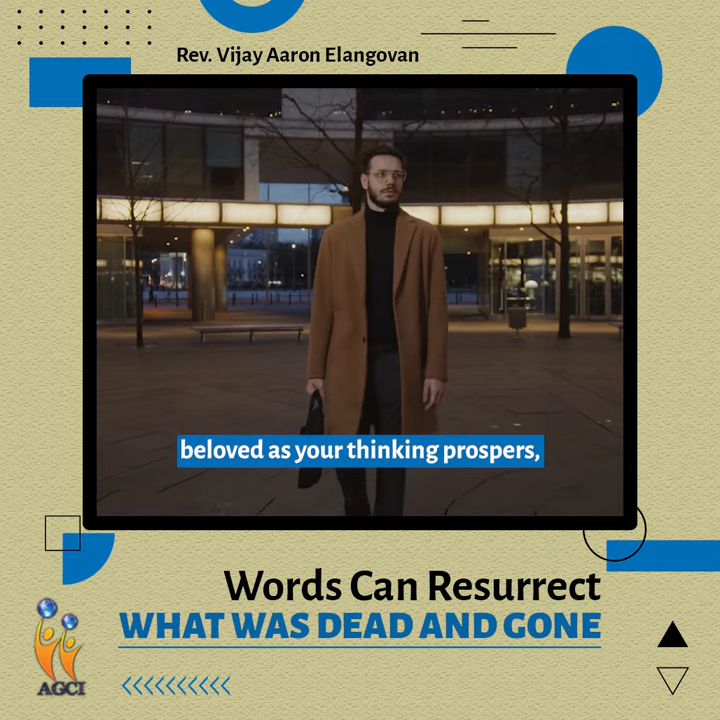 Rev. Vijay Aaron Elangovan
beloved as your thinking prospers,
Words Can Resurrect
WHAT WAS DEAD AND GONE
AGCI